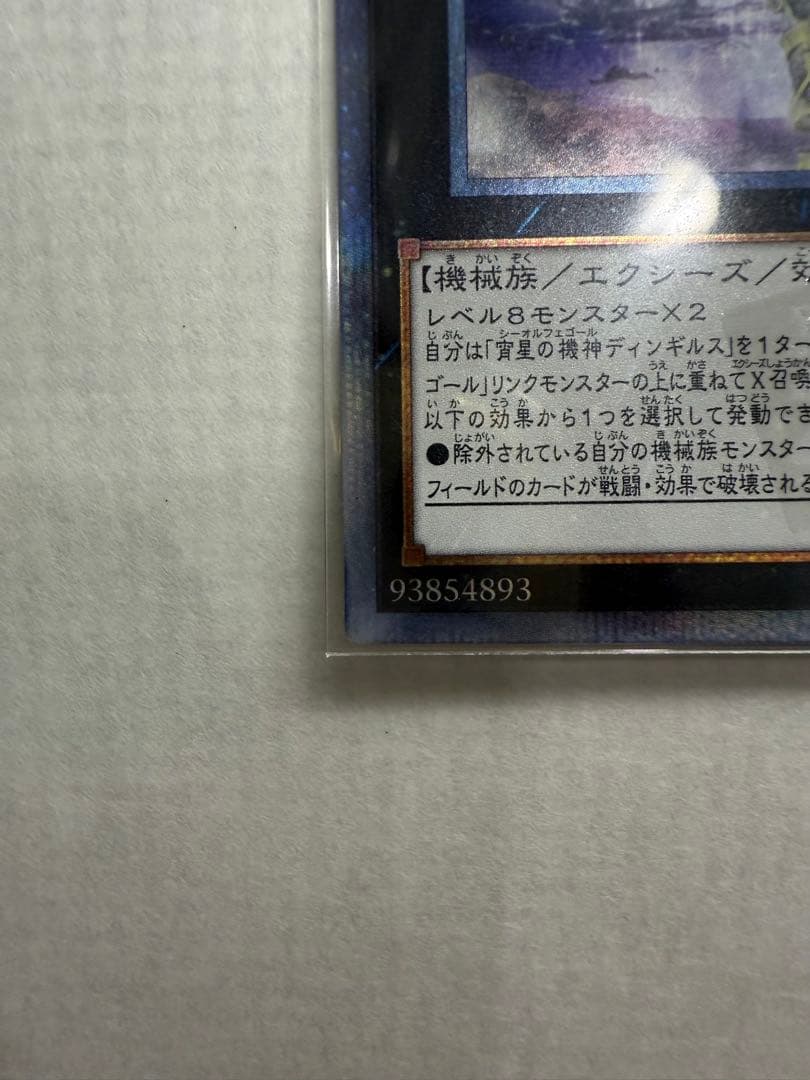 【機械族／エクシーズ／効
レベル8モンスター×2
自分は「宵星の機神ディンギルス」を1ター
ゴール」リンクモンスターの上に重ねてX召喚
以下の効果から1つを選択して発動でき
●除外されている自分の機械族モンスター
フィールドのカードが戦闘・効果で破壊される
93854893